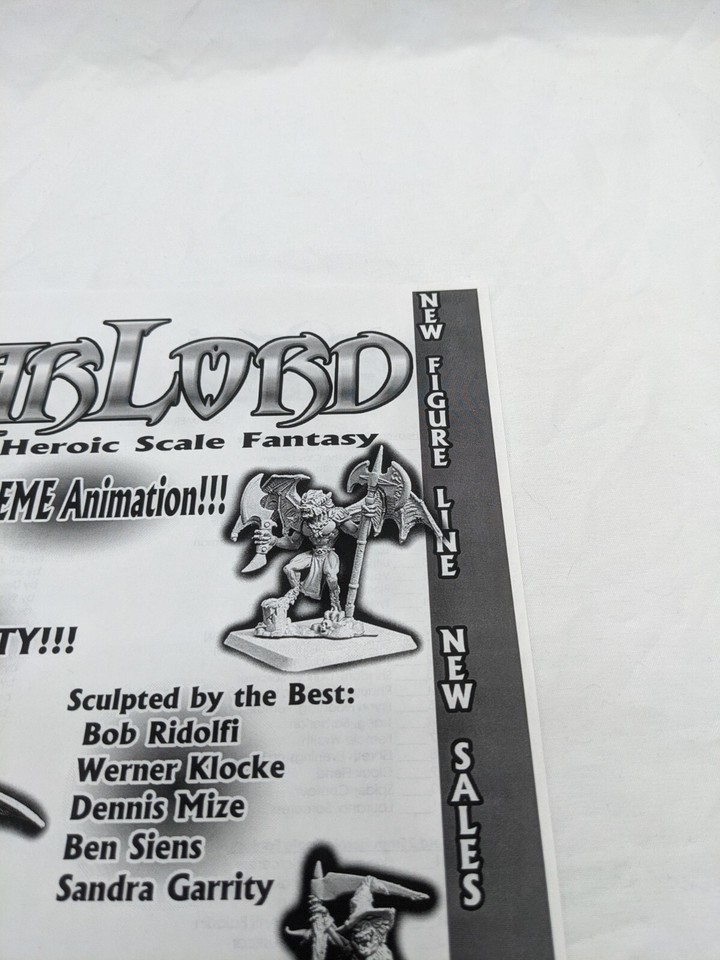 ARLORD
Heroic Scale Fantasy
EME Animation!!!
TY!!!
Sculpted by the Best:
Bob Ridolfi
Werner Klocke
Dennis Mize
Ben Siens
Sandra Garrity
NEW FIGURE LINE NEW SALES